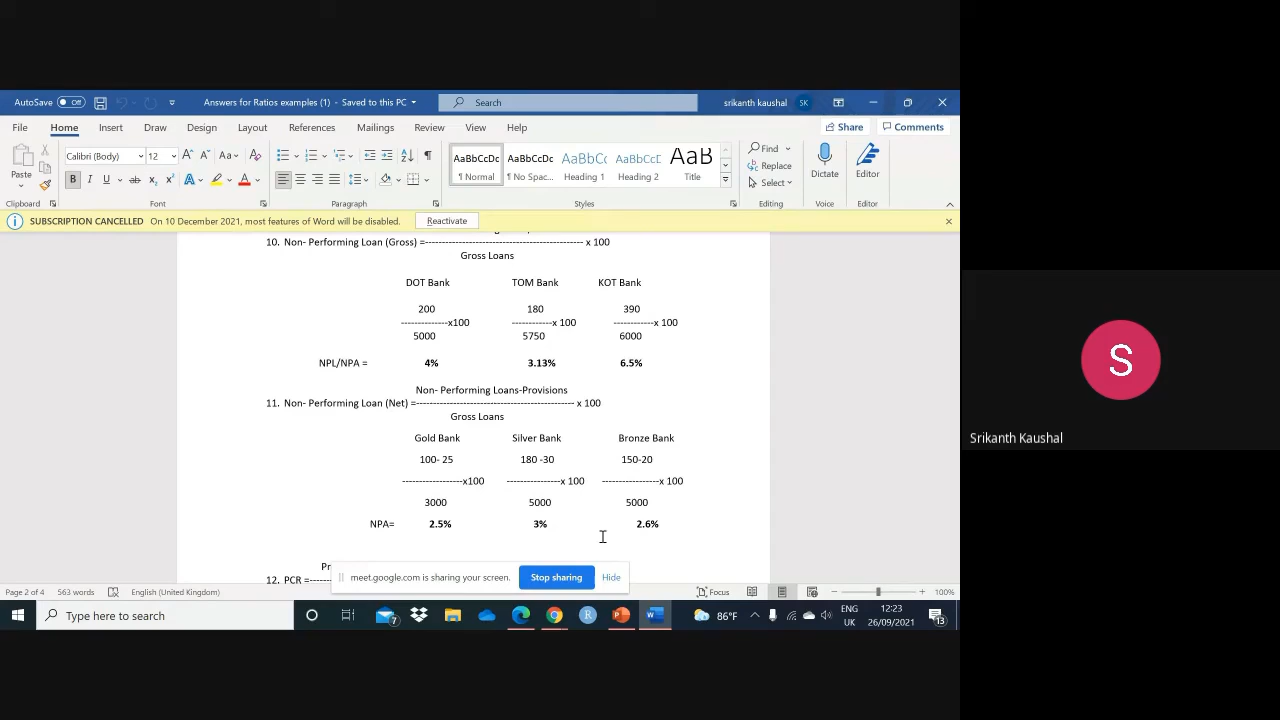 AutoSave Off Answers for Ratios examples (1) - Saved to this PC Search srikanth kaushal SK
File Home Insert Draw Design Layout References Mailings Review View Help Share Comments
Paste Calibri (Body) 12 AaBbCcDc AaBbCcDc AaBbCc AaBbCcD AaB Find Replace Select Dictate Editor
¶ Normal ¶ No Spac... Heading 1 Heading 2 Title
Clipboard Font Paragraph Styles Editing Voice Editor
SUBSCRIPTION CANCELLED On 10 December 2021, most features of Word will be disabled. Reactivate
10. Non- Performing Loan (Gross) =----------------------------------------------- x 100
Gross Loans
DOT Bank TOM Bank KOT Bank
200 180 390
--------------x100 ------------x 100 ------------x 100
5000 5750 6000
NPL/NPA = 4% 3.13% 6.5%
Non- Performing Loans-Provisions
11. Non- Performing Loan (Net) =----------------------------------------------- x 100
Gross Loans
Gold Bank Silver Bank Bronze Bank
100- 25 180 -30 150-20
------------------x100 ----------------x 100 -----------------x 100
3000 5000 5000
NPA= 2.5% 3% 2.6%
12. PCR =------
meet.google.com is sharing your screen. Stop sharing Hide
Page 2 of 4 563 words English (United Kingdom) Focus 100%
Type here to search 7 R 86°F ENG UK 12:23 26/09/2021 13
S
Srikanth Kaushal